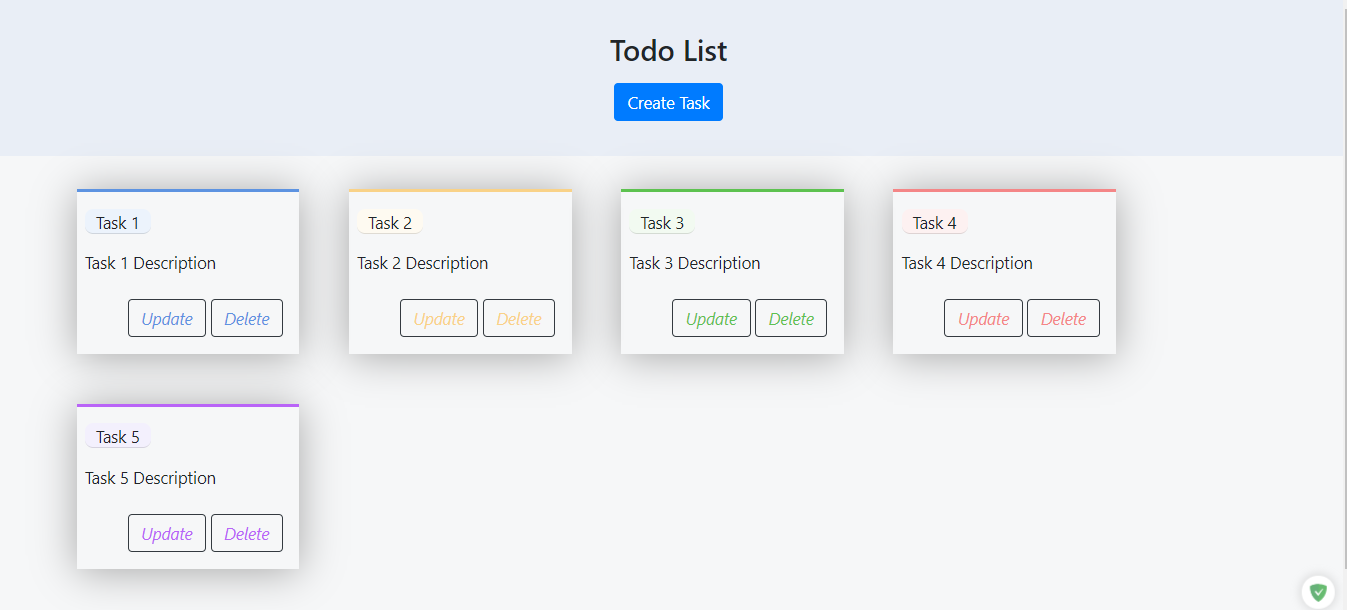 Todo List
Create Task
Task 1
Task 1 Description
Update Delete
Task 2
Task 2 Description
Update Delete
Task 3
Task 3 Description
Update Delete
Task 4
Task 4 Description
Update Delete
Task 5
Task 5 Description
Update Delete